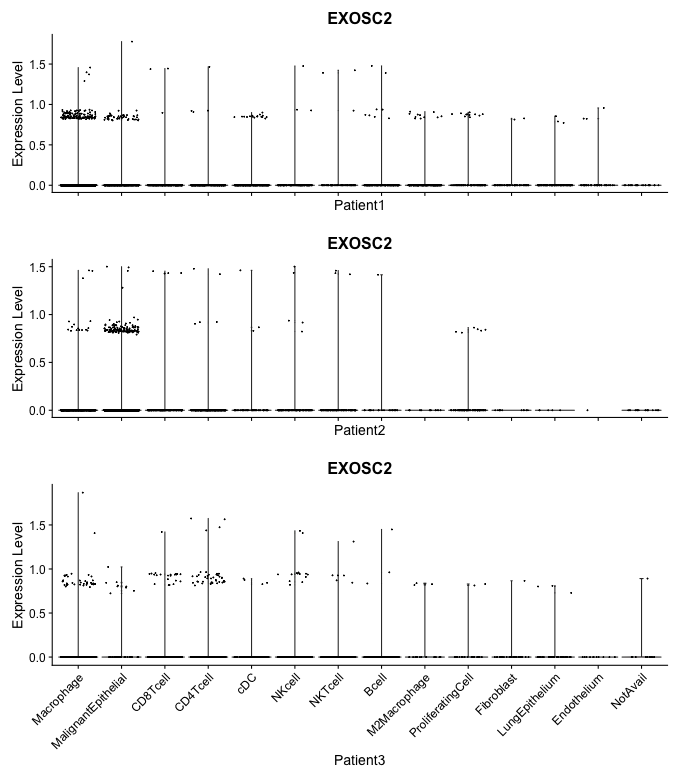 EXOSC2
Expression Level
1.5
1.0
0.5
0.0
Patient1
EXOSC2
Expression Level
1.5
1.0
0.5
0.0
Patient2
EXOSC2
Expression Level
1.5
1.0
0.5
0.0
Macrophage
MalignantEpithelial
CD8Tcell
CD4Tcell
cDC
NKcell
NKTcell
Bcell
M2Macrophage
ProliferatingCell
Fibroblast
LungEpithelium
Endothelium
NotAvail
Patient3